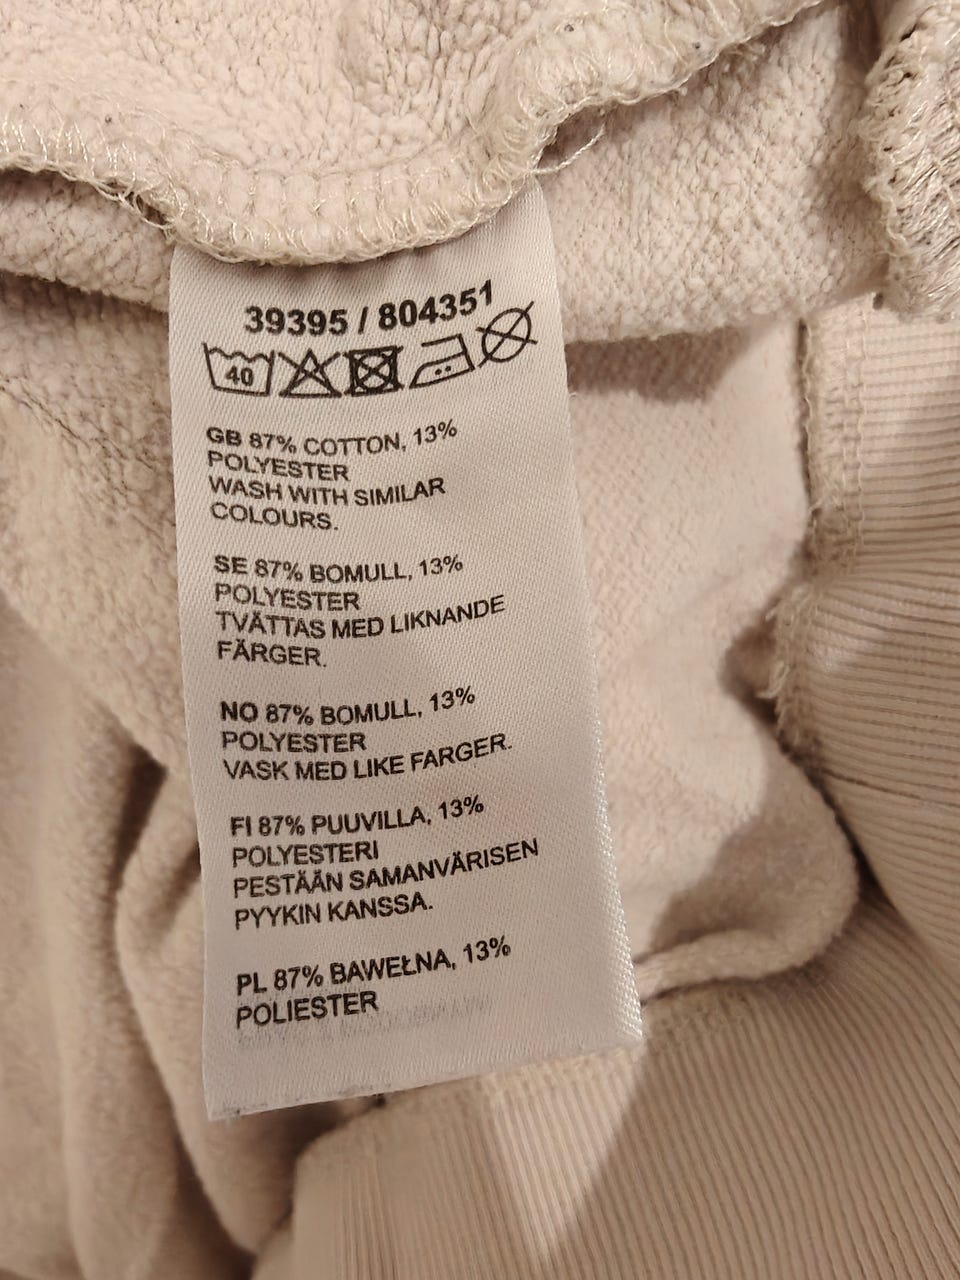 39395 / 804351
40
GB 87% COTTON, 13%
POLYESTER
WASH WITH SIMILAR
COLOURS.
SE 87% BOMULL, 13%
POLYESTER
TVÄTTAS MED LIKNANDE
FÄRGER.
NO 87% BOMULL, 13%
POLYESTER
VASK MED LIKE FARGER.
FI 87% PUUVILLA, 13%
POLYESTERI
PESTÄÄN SAMANVÄRISEN
PYYKIN KANSSA.
PL 87% BAWEŁNA, 13%
POLIESTER